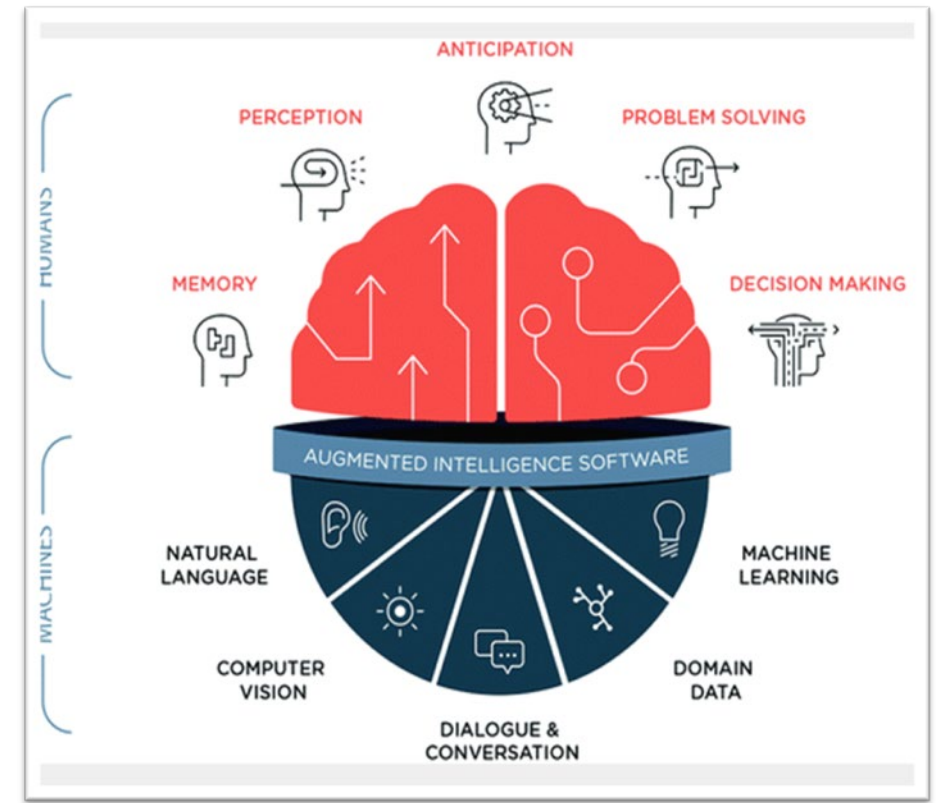 ANTICIPATION
PERCEPTION
PROBLEM SOLVING
HUMANS
MEMORY
DECISION MAKING
AUGMENTED INTELLIGENCE SOFTWARE
NATURAL
LANGUAGE
MACHINE
LEARNING
MACHINES
COMPUTER
VISION
DOMAIN
DATA
DIALOGUE &
CONVERSATION